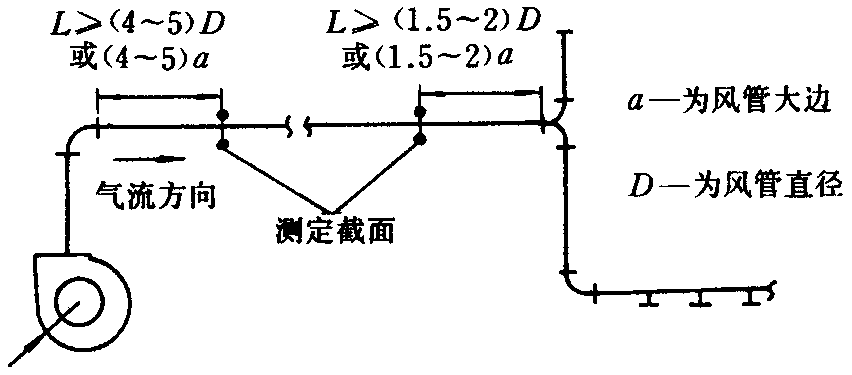 L⩾(4～5)D
或(4～5)a
L⩾(1.5～2)D
或(1.5～2)a
a—为风管大边
气流方向
D—为风管直径
测定截面